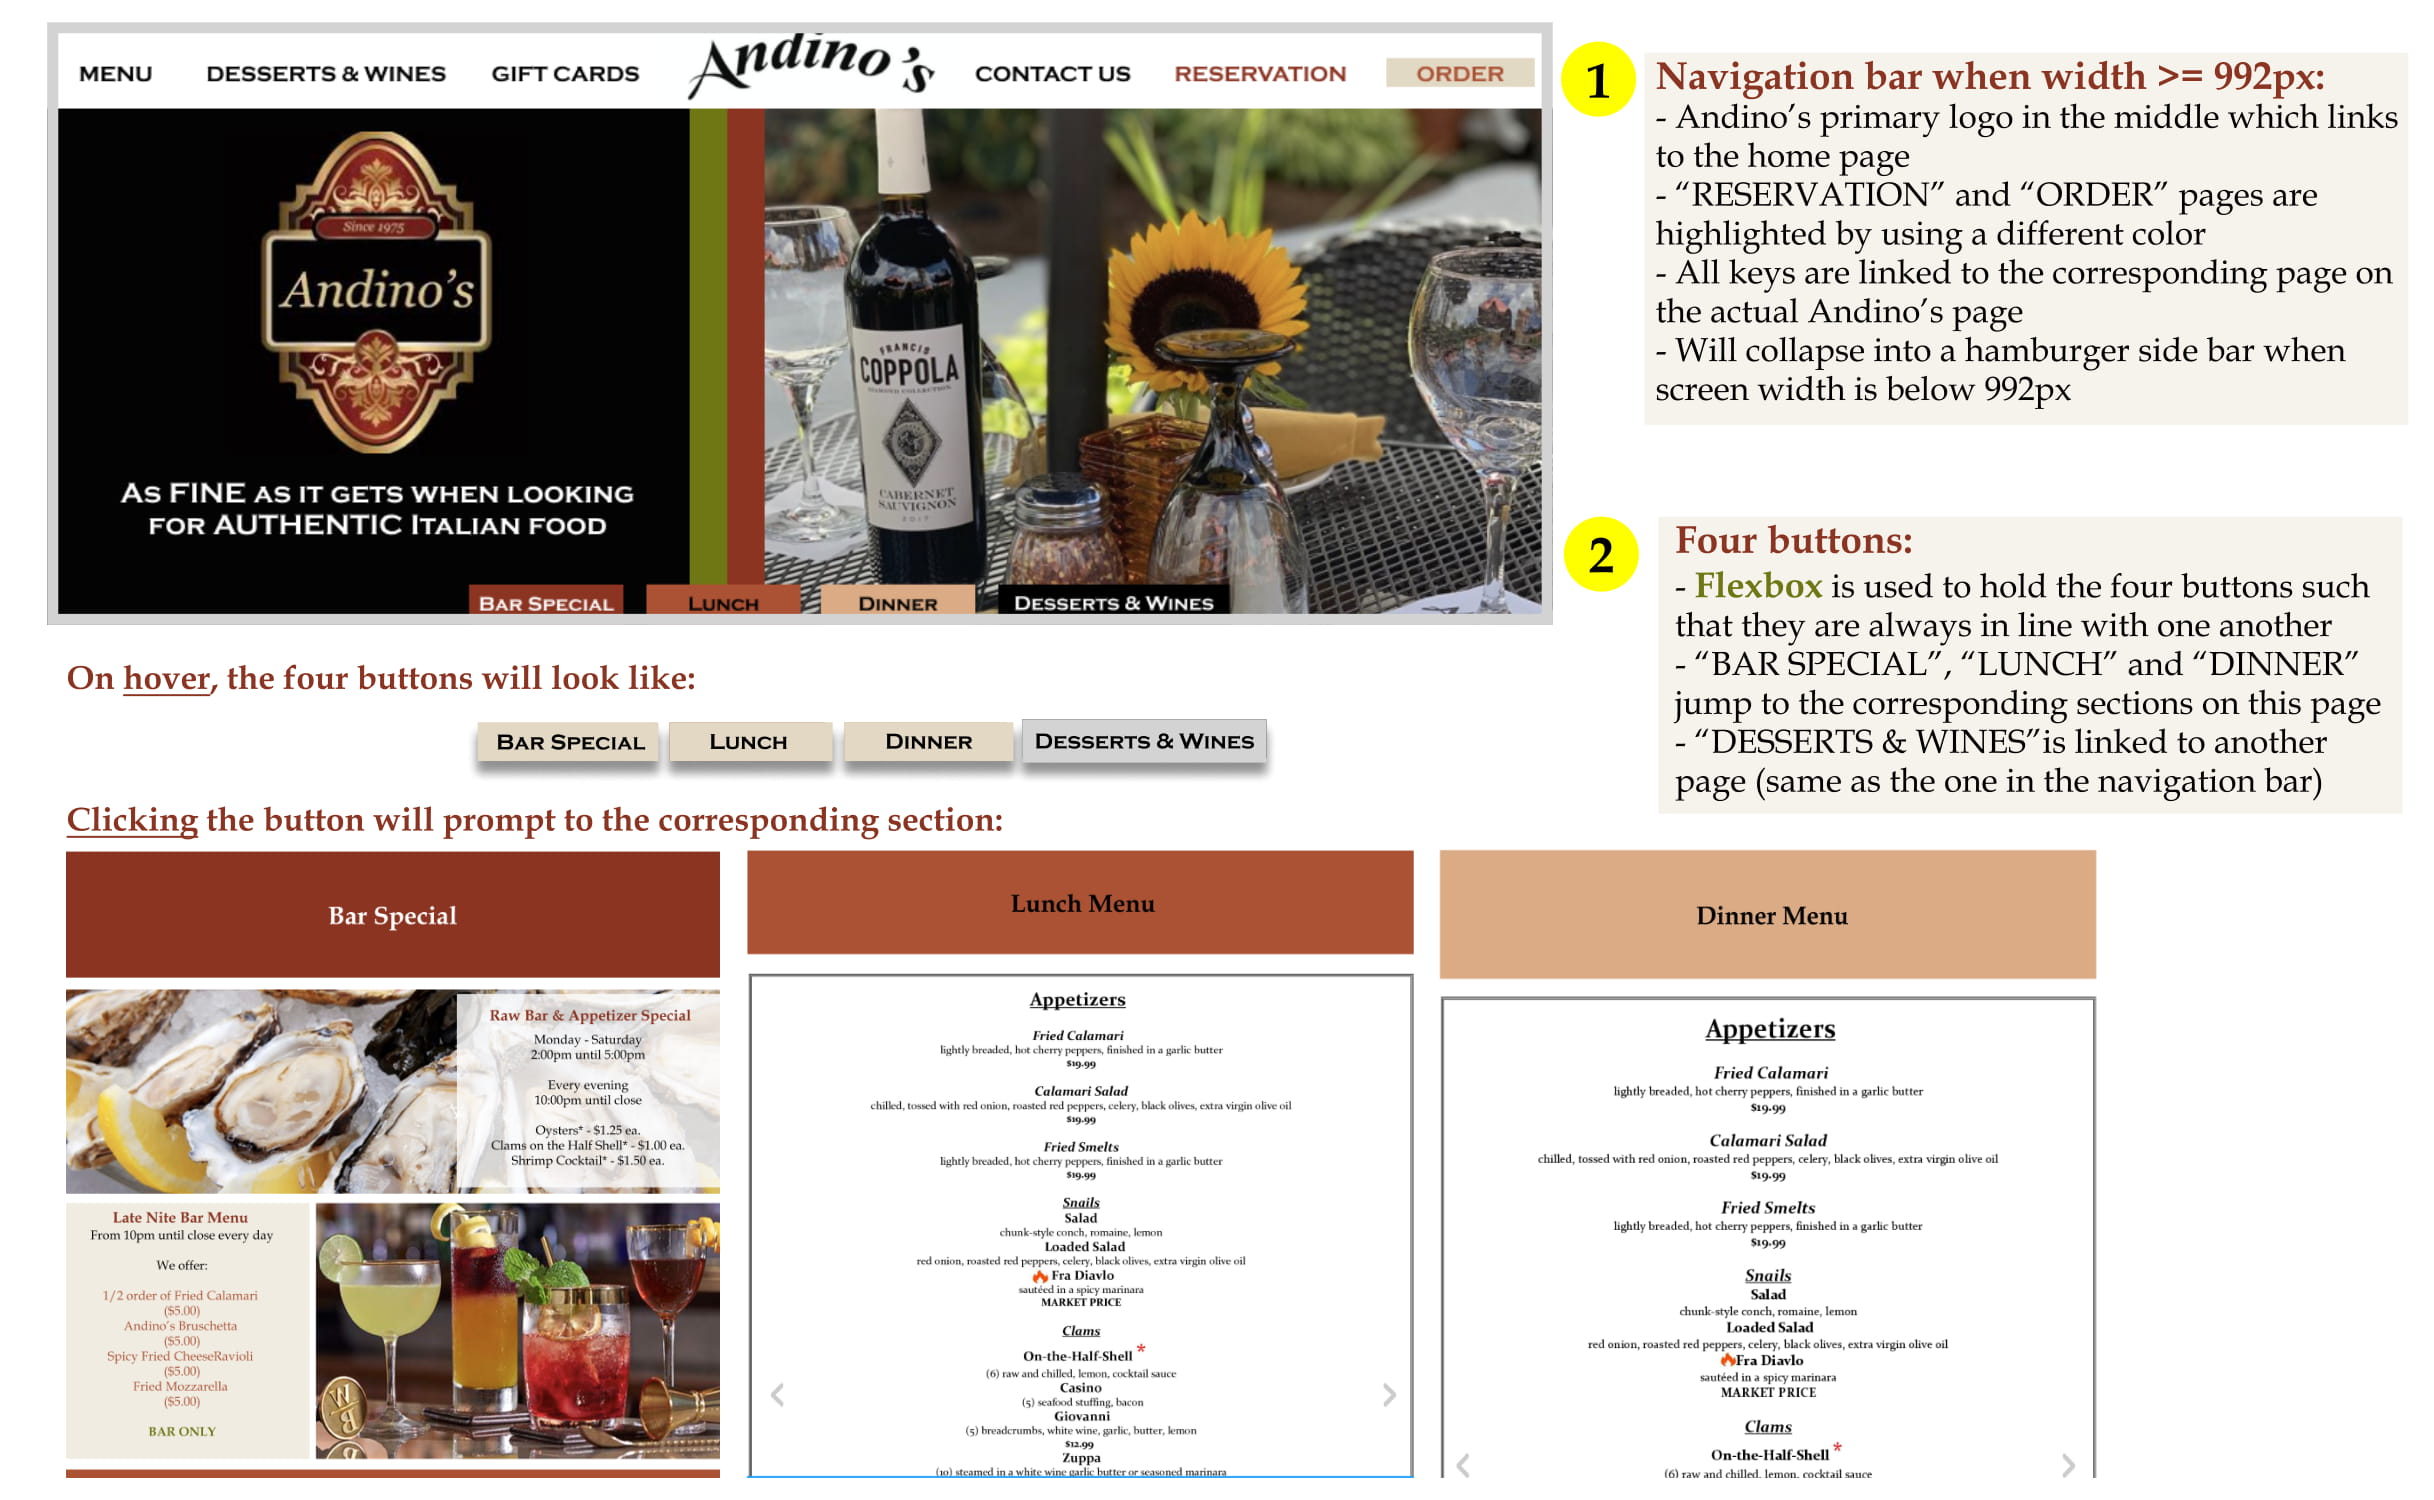 MENU DESSERTS & WINES GIFT CARDS Andino's CONTACT US RESERVATION ORDER
Since 1975
Andino's
AS FINE AS IT GETS WHEN LOOKING
FOR AUTHENTIC ITALIAN FOOD
FRANCIS
COPPOLA
DIAMOND COLLECTION
CABERNET
SAUVIGNON
2017
BAR SPECIAL LUNCH DINNER DESSERTS & WINES
1
Navigation bar when width >= 992px:
- Andino’s primary logo in the middle which links
to the home page
- “RESERVATION” and “ORDER” pages are
highlighted by using a different color
- All keys are linked to the corresponding page on
the actual Andino’s page
- Will collapse into a hamburger side bar when
screen width is below 992px
2
Four buttons:
- Flexbox is used to hold the four buttons such
that they are always in line with one another
- “BAR SPECIAL”, “LUNCH” and “DINNER”
jump to the corresponding sections on this page
- “DESSERTS & WINES”is linked to another
page (same as the one in the navigation bar)
On hover, the four buttons will look like:
BAR SPECIAL LUNCH DINNER DESSERTS & WINES
Clicking the button will prompt to the corresponding section:
Bar Special
Raw Bar & Appetizer Special
Monday - Saturday
2:00pm until 5:00pm
Every evening
10:00pm until close
Oysters* - $1.25 ea.
Clams on the Half Shell* - $1.00 ea.
Shrimp Cocktail* - $1.50 ea.
Late Nite Bar Menu
From 10pm until close every day
We offer:
1/2 order of Fried Calamari
($5.00)
Andino's Bruschetta
($5.00)
Spicy Fried CheeseRavioli
($5.00)
Fried Mozzarella
($5.00)
BAR ONLY
Lunch Menu
Appetizers
Fried Calamari
lightly breaded, hot cherry peppers, finished in a garlic butter
$19.99
Calamari Salad
chilled, tossed with red onion, roasted red peppers, celery, black olives, extra virgin olive oil
$19.99
Fried Smelts
lightly breaded, hot cherry peppers, finished in a garlic butter
$19.99
Snails
Salad
chunk-style conch, romaine, lemon
Loaded Salad
red onion, roasted red peppers, celery, black olives, extra virgin olive oil
🔥 Fra Diavlo
sautéed in a spicy marinara
MARKET PRICE
Clams
On-the-Half-Shell *
(6) raw and chilled, lemon, cocktail sauce
Casino
(5) seafood stuffing, bacon
Giovanni
(5) breadcrumbs, white wine, garlic, butter, lemon
$12.99
Zuppa
(10) steamed in a white wine garlic butter or seasoned marinara
Dinner Menu
Appetizers
Fried Calamari
lightly breaded, hot cherry peppers, finished in a garlic butter
$19.99
Calamari Salad
chilled, tossed with red onion, roasted red peppers, celery, black olives, extra virgin olive oil
$19.99
Fried Smelts
lightly breaded, hot cherry peppers, finished in a garlic butter
$19.99
Snails
Salad
chunk-style conch, romaine, lemon
Loaded Salad
red onion, roasted red peppers, celery, black olives, extra virgin olive oil
🔥Fra Diavlo
sautéed in a spicy marinara
MARKET PRICE
Clams
On-the-Half-Shell *
(6) raw and chilled, lemon, cocktail sauce